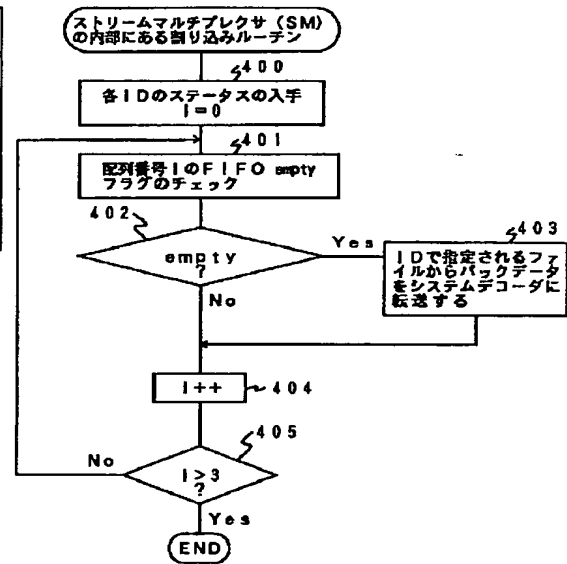 ストリームマルチプレクサ（SM）
の内部にある割り込みルーチン
400
各IDのステータスの入手
I=0
401
配列番号IのFIFO empty
フラグのチェック
402
empty
?
Yes
No
403
IDで指定されるファ
イルからパックデータ
をシステムデコーダに
転送する
I++
404
405
I>3
?
No
Yes
END